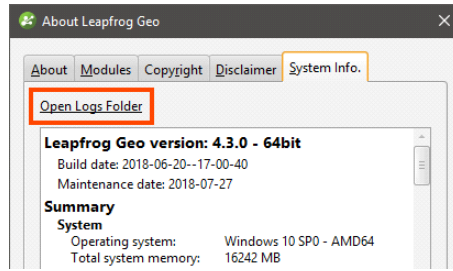 About Leapfrog Geo
About Modules Copyright Disclaimer System Info.
Open Logs Folder
Leapfrog Geo version: 4.3.0 - 64bit
Build date: 2018-06-20--17-00-40
Maintenance date: 2018-07-27
Summary
System
Operating system: Windows 10 SP0 - AMD64
Total system memory: 16242 MB